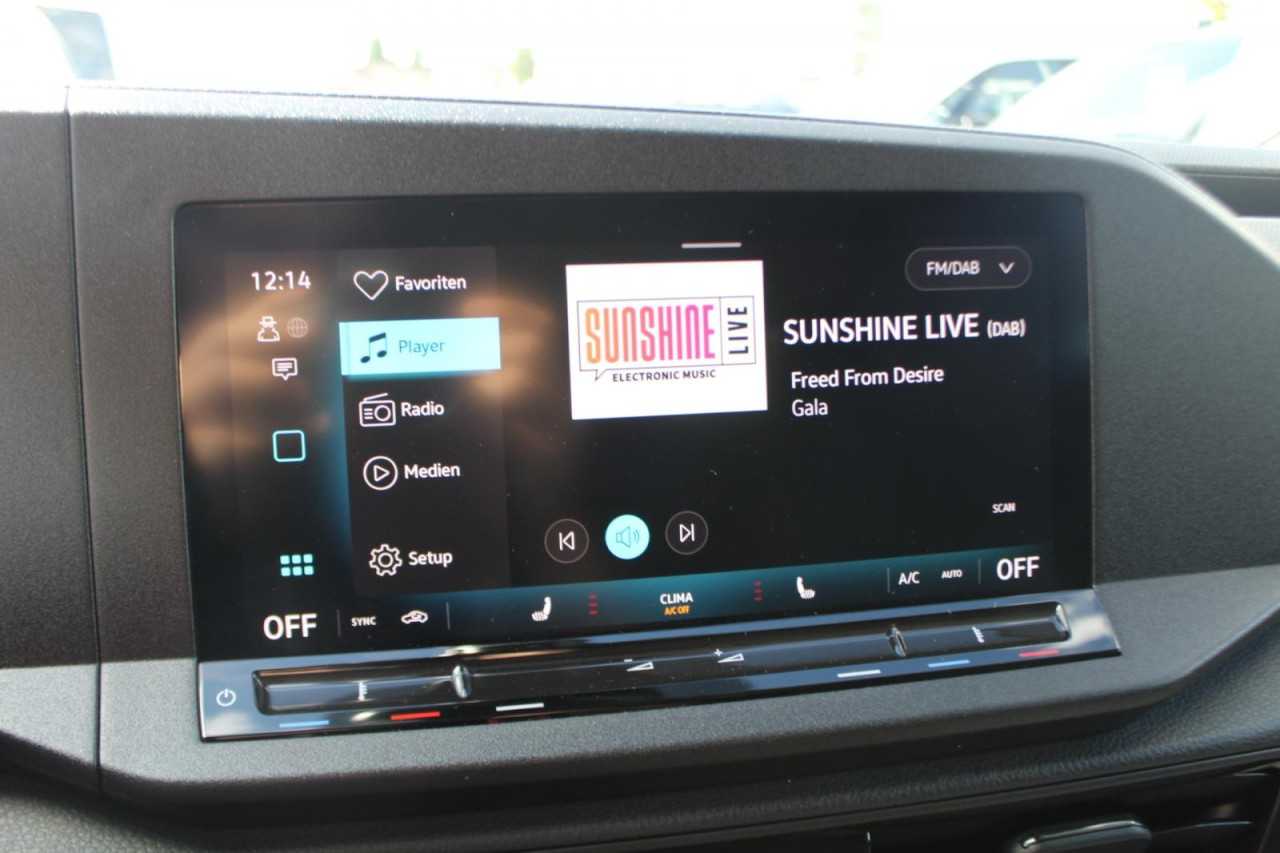 12:14
Favoriten
Player
Radio
Medien
Setup
SUNSHINE LIVE
ELECTRONIC MUSIC
FM/DAB
SUNSHINE LIVE (DAB)
Freed From Desire
Gala
SCAN
OFF
SYNC
CLIMA
A/C OFF
A/C
AUTO
OFF